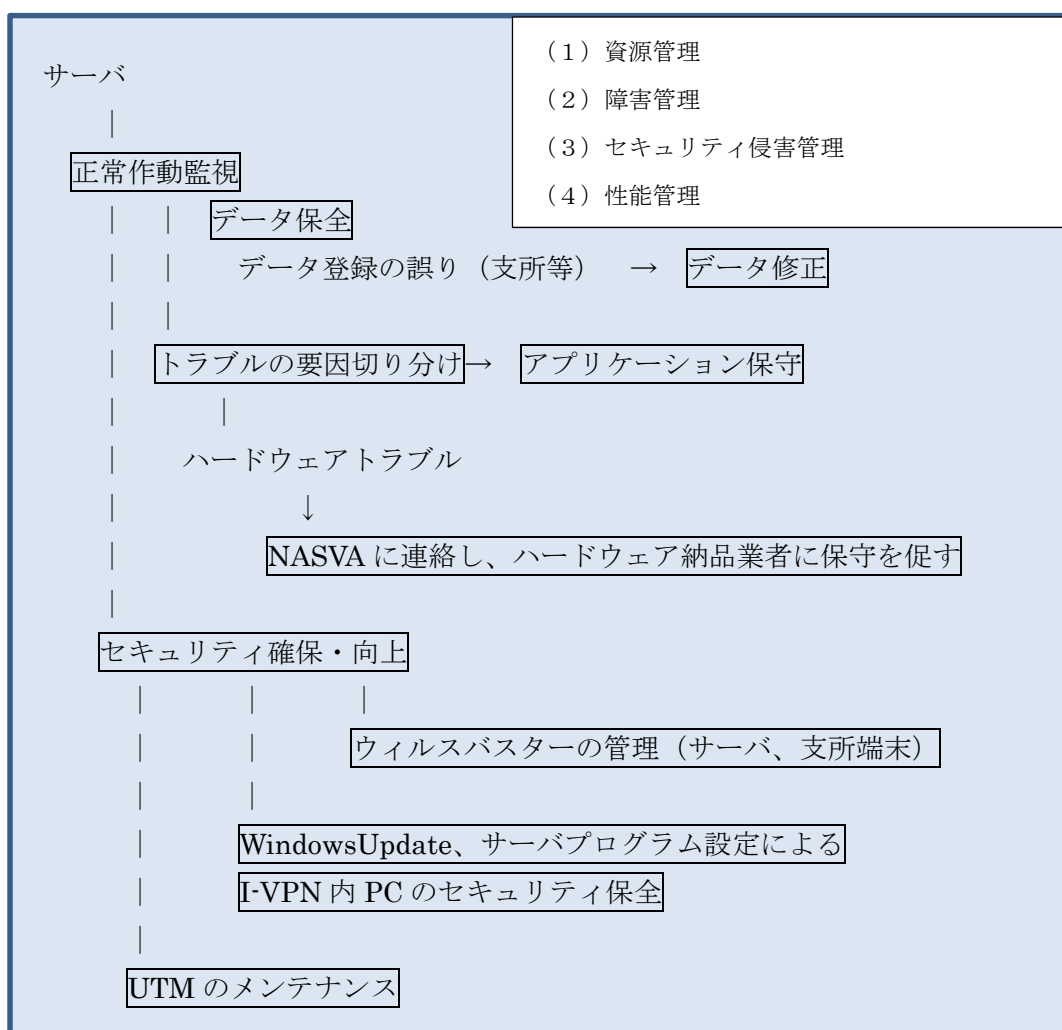 （１）資源管理
（２）障害管理
（３）セキュリティ侵害管理
（４）性能管理
サーバ
正常作動監視
データ保全
データ登録の誤り（支所等） → データ修正
トラブルの要因切り分け→ アプリケーション保守
ハードウェアトラブル
↓
NASVA に連絡し、ハードウェア納品業者に保守を促す
セキュリティ確保・向上
ウィルスバスターの管理（サーバ、支所端末）
WindowsUpdate、サーバプログラム設定による
I-VPN 内 PC のセキュリティ保全
UTM のメンテナンス